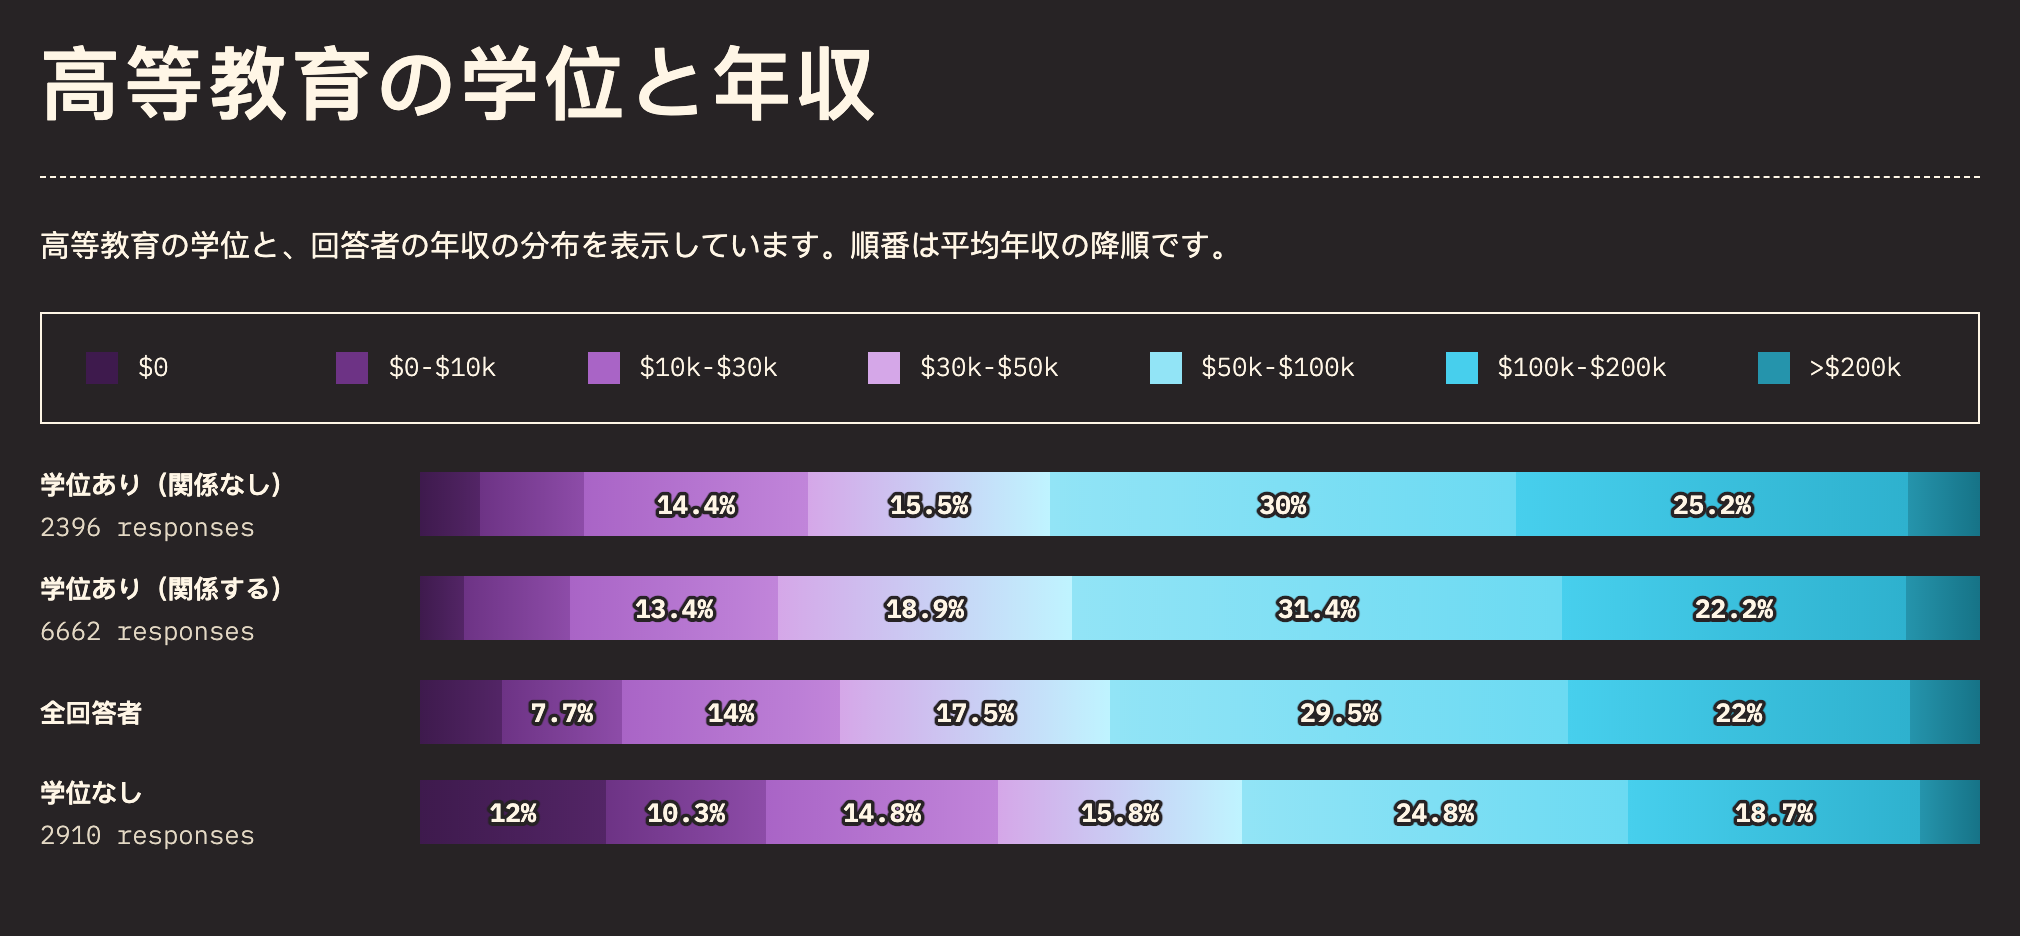 高等教育の学位と年収
高等教育の学位と、回答者の年収の分布を表示しています。順番は平均年収の降順です。
$0 $0-$10k $10k-$30k $30k-$50k $50k-$100k $100k-$200k >$200k
学位あり（関係なし）
2396 responses
14.4% 15.5% 30% 25.2%
学位あり（関係する）
6662 responses
13.4% 18.9% 31.4% 22.2%
全回答者
7.7% 14% 17.5% 29.5% 22%
学位なし
2910 responses
12% 10.3% 14.8% 15.8% 24.8% 18.7%